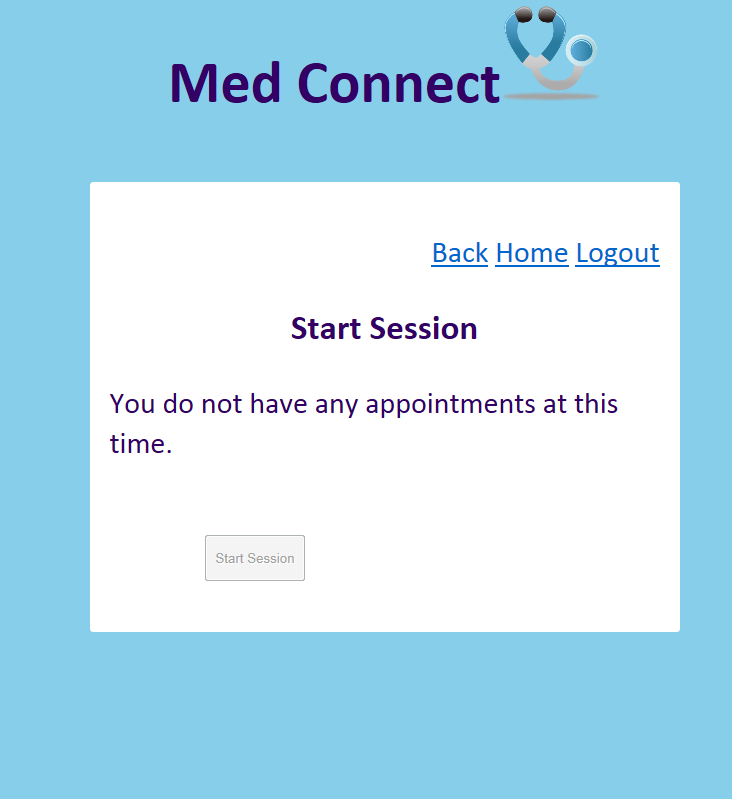 Med Connect
Back Home Logout
Start Session
You do not have any appointments at this
time.
Start Session